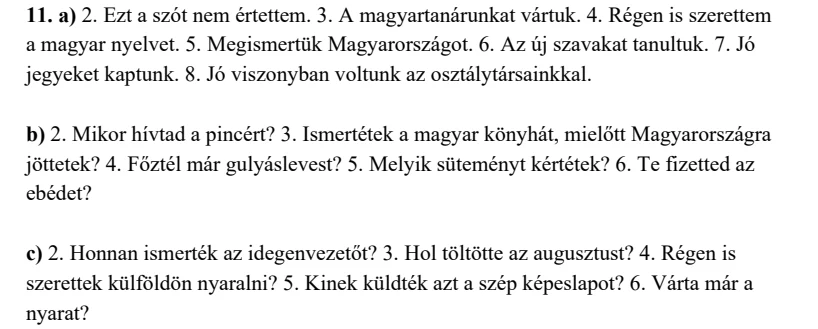 11. a) 2. Ezt a szót nem értettem. 3. A magyartanárunkat vártuk. 4. Régen is szerettem
a magyar nyelvet. 5. Megismertük Magyarországot. 6. Az új szavakat tanultuk. 7. Jó
jegyeket kaptunk. 8. Jó viszonyban voltunk az osztálytársainkkal.
b) 2. Mikor hívtad a pincért? 3. Ismertétek a magyar könyhát, mielőtt Magyarországra
jöttetek? 4. Főztél már gulyáslevest? 5. Melyik süteményt kértétek? 6. Te fizetted az
ebédet?
c) 2. Honnan ismerték az idegenvezetőt? 3. Hol töltötte az augusztust? 4. Régen is
szerettek külföldön nyaralni? 5. Kinek küldték azt a szép képeslapot? 6. Várta már a
nyarat?